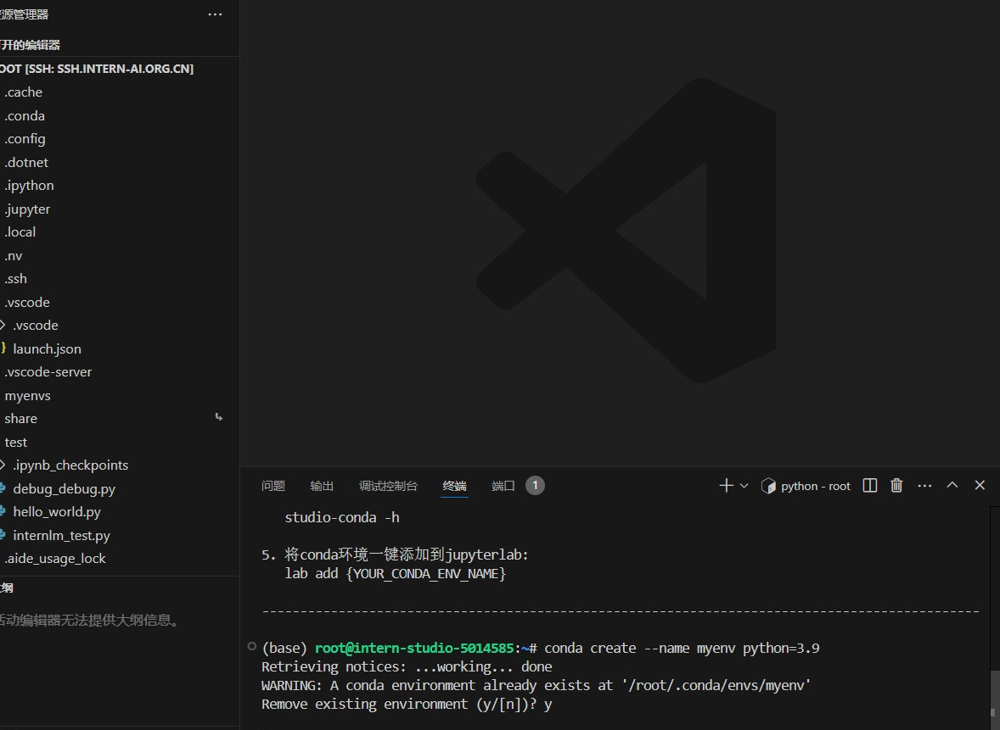 资源管理器
打开的编辑器
ROOT [SSH: SSH.INTERN-AI.ORG.CN]
.cache
.conda
.config
.dotnet
.ipython
.jupyter
.local
.nv
.ssh
.vscode
.vscode
launch.json
.vscode-server
myenvs
share
test
.ipynb_checkpoints
debug_debug.py
hello_world.py
internlm_test.py
.aide_usage_lock
大纲
活动编辑器无法提供大纲信息。
问题 输出 调试控制台 终端 端口 1
python - root
studio-conda -h
5. 将conda环境一键添加到jupyterlab:
lab add {YOUR_CONDA_ENV_NAME}
----------------------------------------------------------------------------------------------
(base) root@intern-studio-5014585:~# conda create --name myenv python=3.9
Retrieving notices: ...working... done
WARNING: A conda environment already exists at '/root/.conda/envs/myenv'
Remove existing environment (y/[n])? y